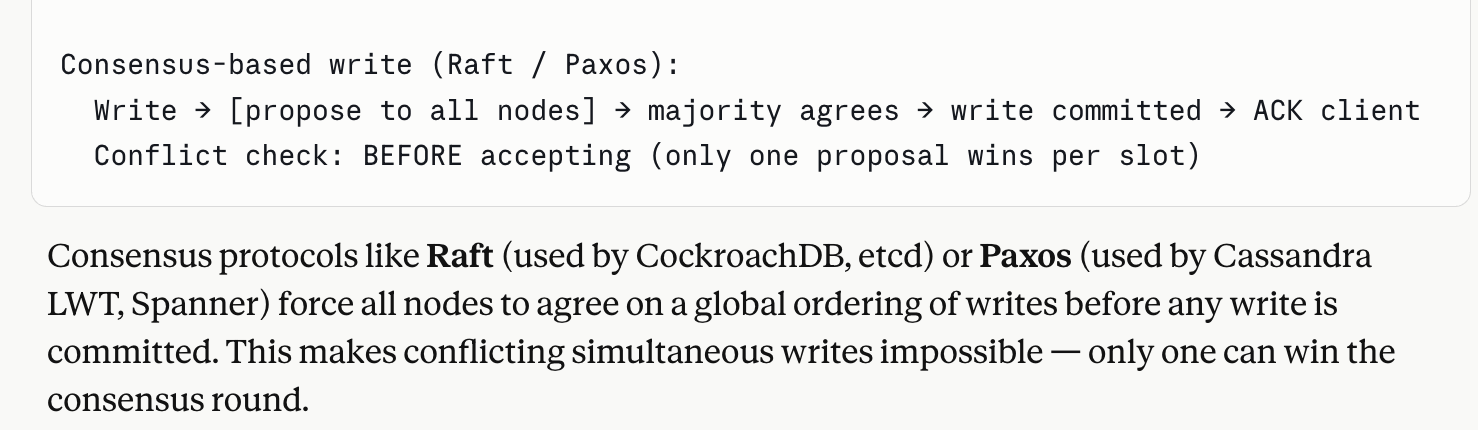 Consensus-based write (Raft / Paxos):
Write → [propose to all nodes] → majority agrees → write committed → ACK client
Conflict check: BEFORE accepting (only one proposal wins per slot)
Consensus protocols like Raft (used by CockroachDB, etcd) or Paxos (used by Cassandra
LWT, Spanner) force all nodes to agree on a global ordering of writes before any write is
committed. This makes conflicting simultaneous writes impossible — only one can win the
consensus round.